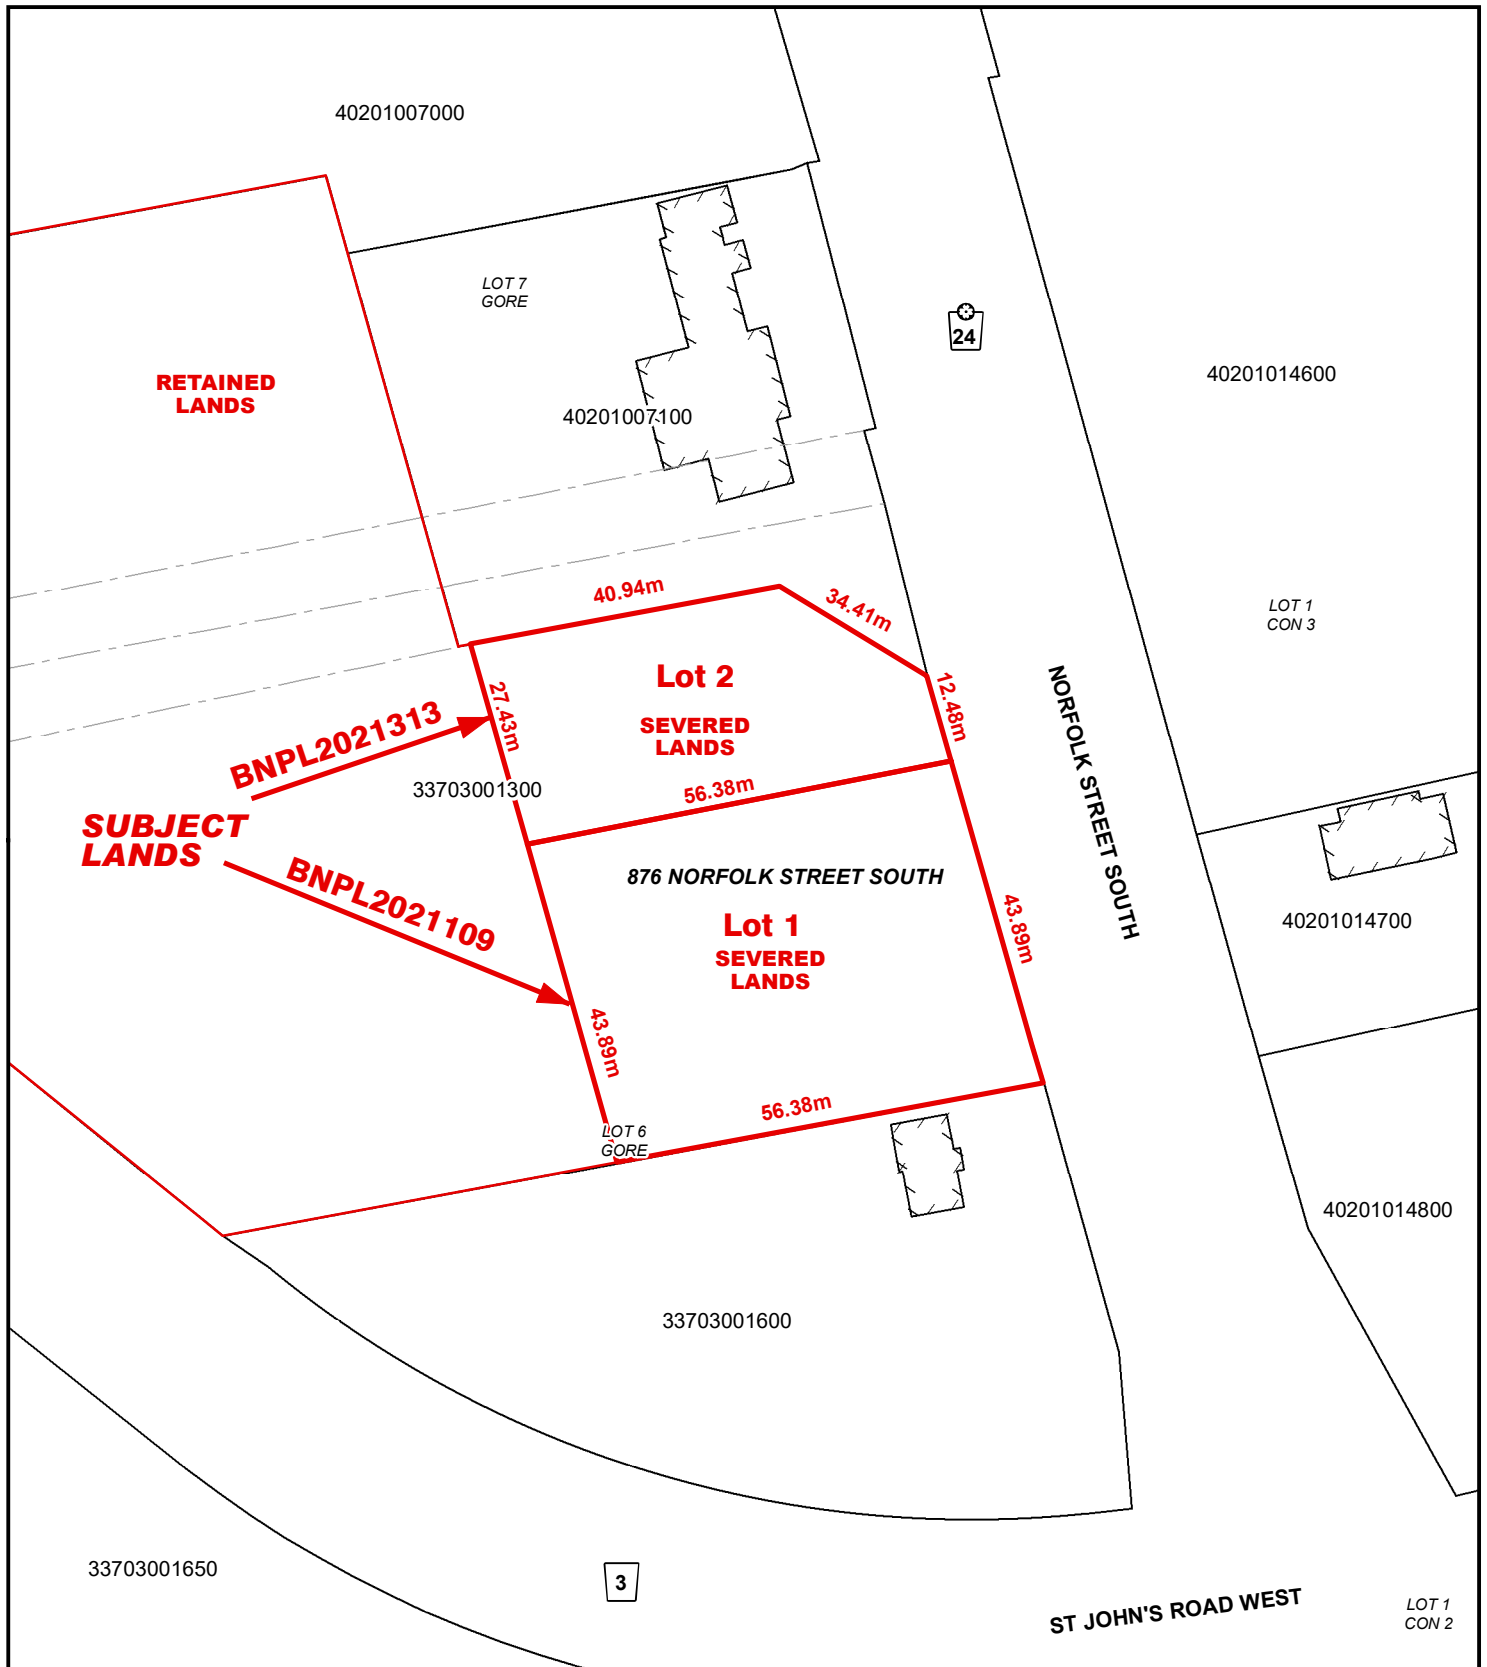 40201007000
LOT 7
GORE
24
RETAINED
LANDS
40201014600
40201007100
40.94m
34.41m
LOT 1
CON 3
Lot 2
27.43m
12.48m
SEVERED
LANDS
NORFOLK STREET SOUTH
BNPL2021313
33703001300
56.38m
SUBJECT
LANDS
BNPL2021109
876 NORFOLK STREET SOUTH
Lot 1
SEVERED
LANDS
43.89m
40201014700
43.89m
56.38m
LOT 6
GORE
40201014800
33703001600
33703001650
3
ST JOHN'S ROAD WEST
LOT 1
CON 2